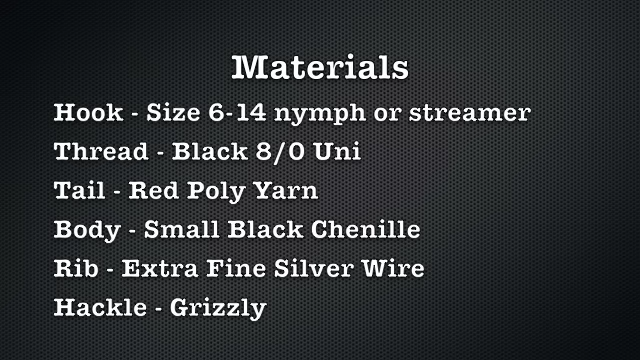 Materials
Hook - Size 6-14 nymph or streamer
Thread - Black 8/0 Uni
Tail - Red Poly Yarn
Body - Small Black Chenille
Rib - Extra Fine Silver Wire
Hackle - Grizzly